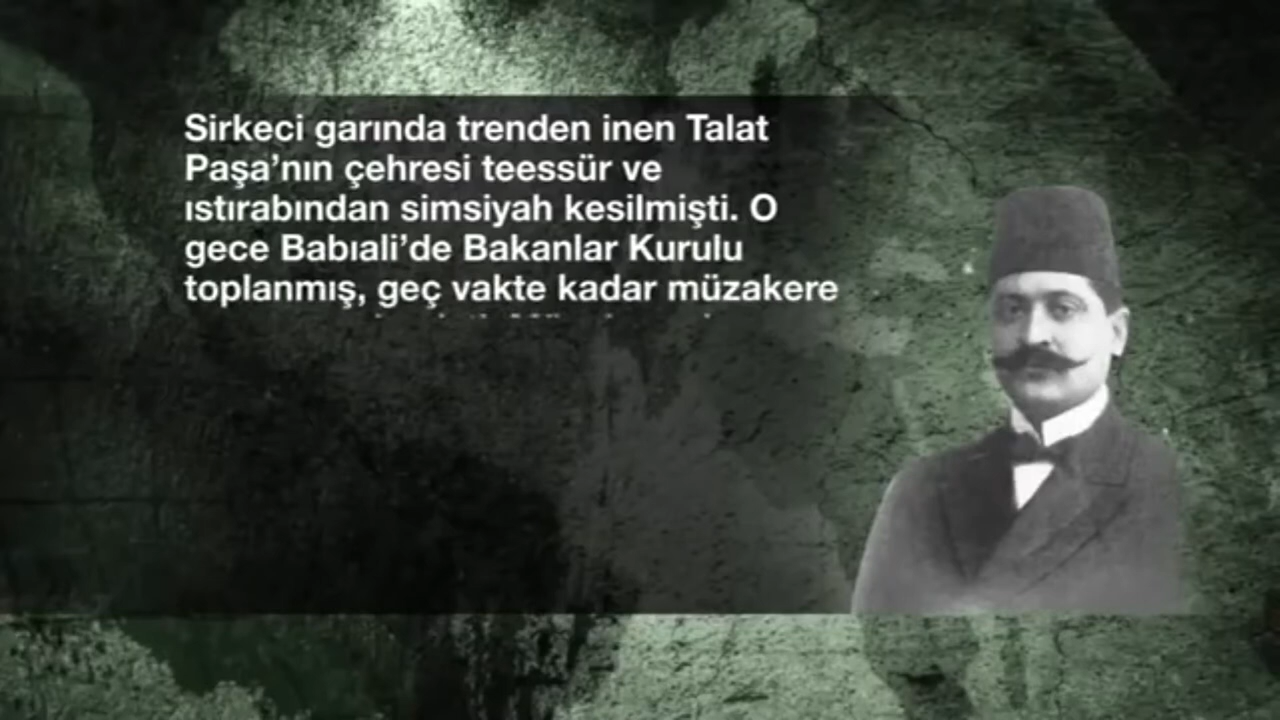 Sirkeci garında trenden inen Talat
Paşa’nın çehresi teessür ve
ıstırabından simsiyah kesilmişti. O
gece Babıali’de Bakanlar Kurulu
toplanmış, geç vakte kadar müzakere